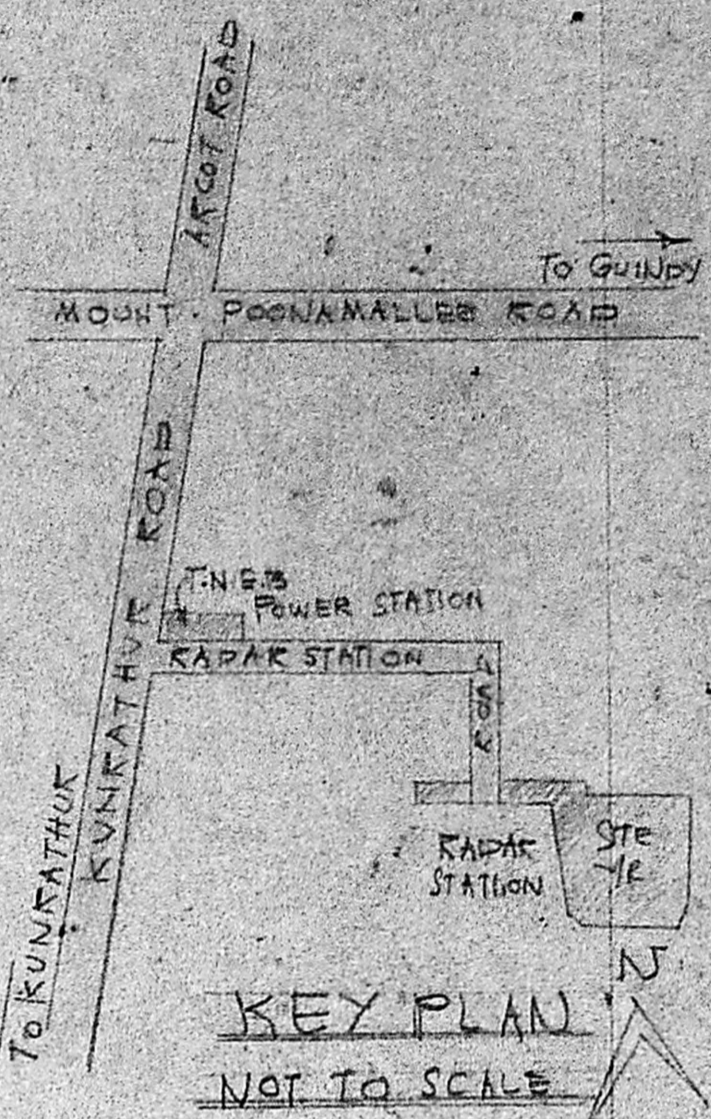 ARCOT ROAD
TO GUINDY
MOUNT. POONAMALLEE ROAD
KUNRATHUR ROAD
T.N.E.B
POWER STATION
RADAR STATION
ROAD
RADAR
STATION
SITE
TO KUNRATHUR
N
KEY PLAN
NOT TO SCALE